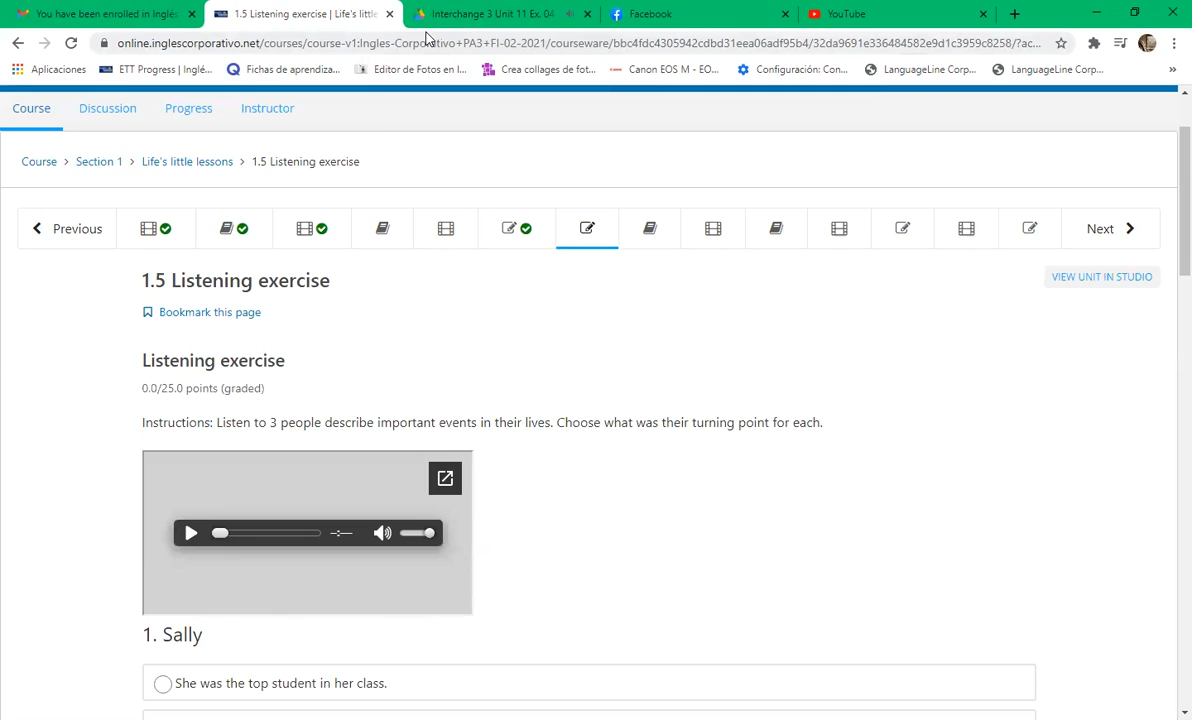 You have been enrolled in Inglés
1.5 Listening exercise | Life's little
Interchange 3 Unit 11 Ex. 04
Facebook
YouTube
online.inglescorporativo.net/courses/course-v1:Ingles-Corporativo+PA3+FI-02-2021/courseware/bbc4fdc4305942cdbd31eea06adf95b4/32da9691e336484582e9d1c3959c8258/?ac...
Aplicaciones
ETT Progress | Inglé...
Fichas de aprendiza...
Editor de Fotos en l...
Crea collages de fot...
Canon EOS M - EO...
Configuración: Con...
LanguageLine Corp...
LanguageLine Corp...
Course
Discussion
Progress
Instructor
Course > Section 1 > Life's little lessons > 1.5 Listening exercise
Previous
Next
1.5 Listening exercise
VIEW UNIT IN STUDIO
Bookmark this page
Listening exercise
0.0/25.0 points (graded)
Instructions: Listen to 3 people describe important events in their lives. Choose what was their turning point for each.
-:-
1. Sally
She was the top student in her class.